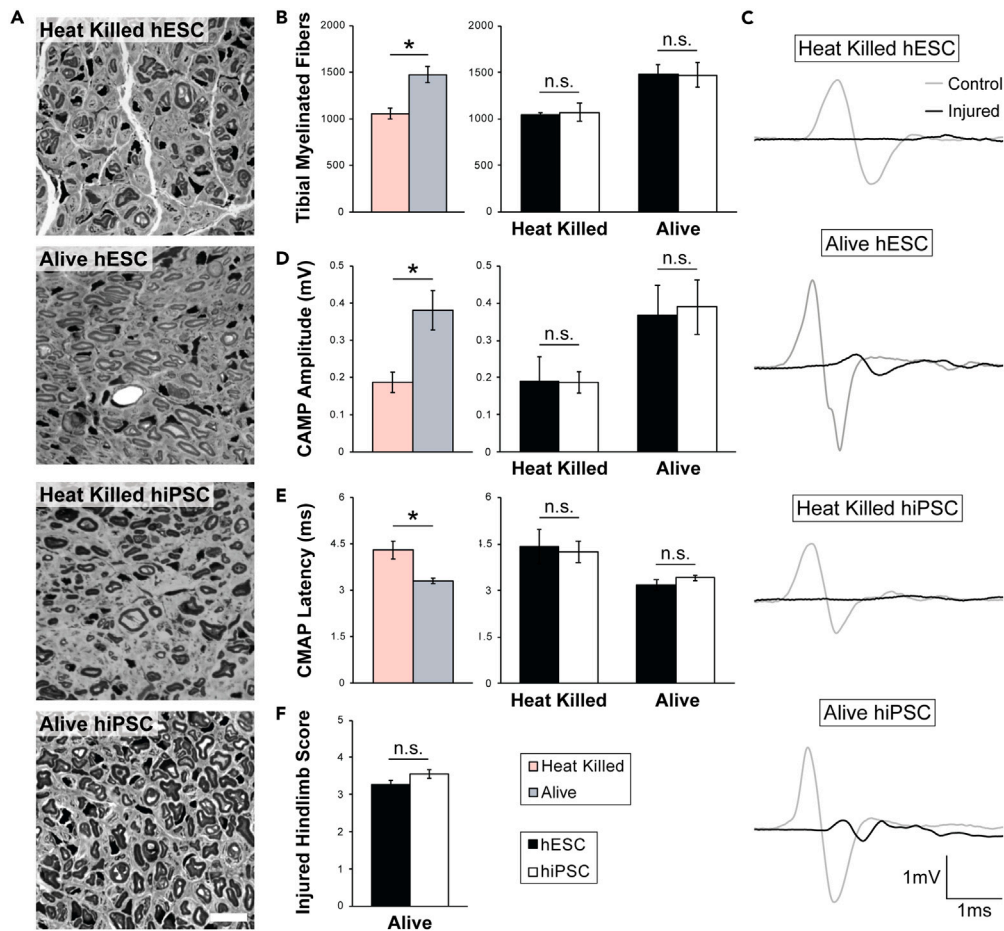 A
Heat Killed hESC
Alive hESC
Heat Killed hiPSC
Alive hiPSC
B
Tibial Myelinated Fibers
2000
1500
1000
500
0
*
2000
1500
1000
500
0
n.s.
n.s.
Heat Killed
Alive
C
Heat Killed hESC
Control
Injured
Alive hESC
Heat Killed hiPSC
Alive hiPSC
1mV
1ms
D
CAMP Amplitude (mV)
0.5
0.4
0.3
0.2
0.1
0
*
0.5
0.4
0.3
0.2
0.1
0
n.s.
n.s.
Heat Killed
Alive
E
CMAP Latency (ms)
6
4.5
3
1.5
0
*
6
4.5
3
1.5
0
n.s.
n.s.
Heat Killed
Alive
F
Injured Hindlimb Score
5
4
3
2
1
0
n.s.
Alive
Heat Killed
Alive
hESC
hiPSC